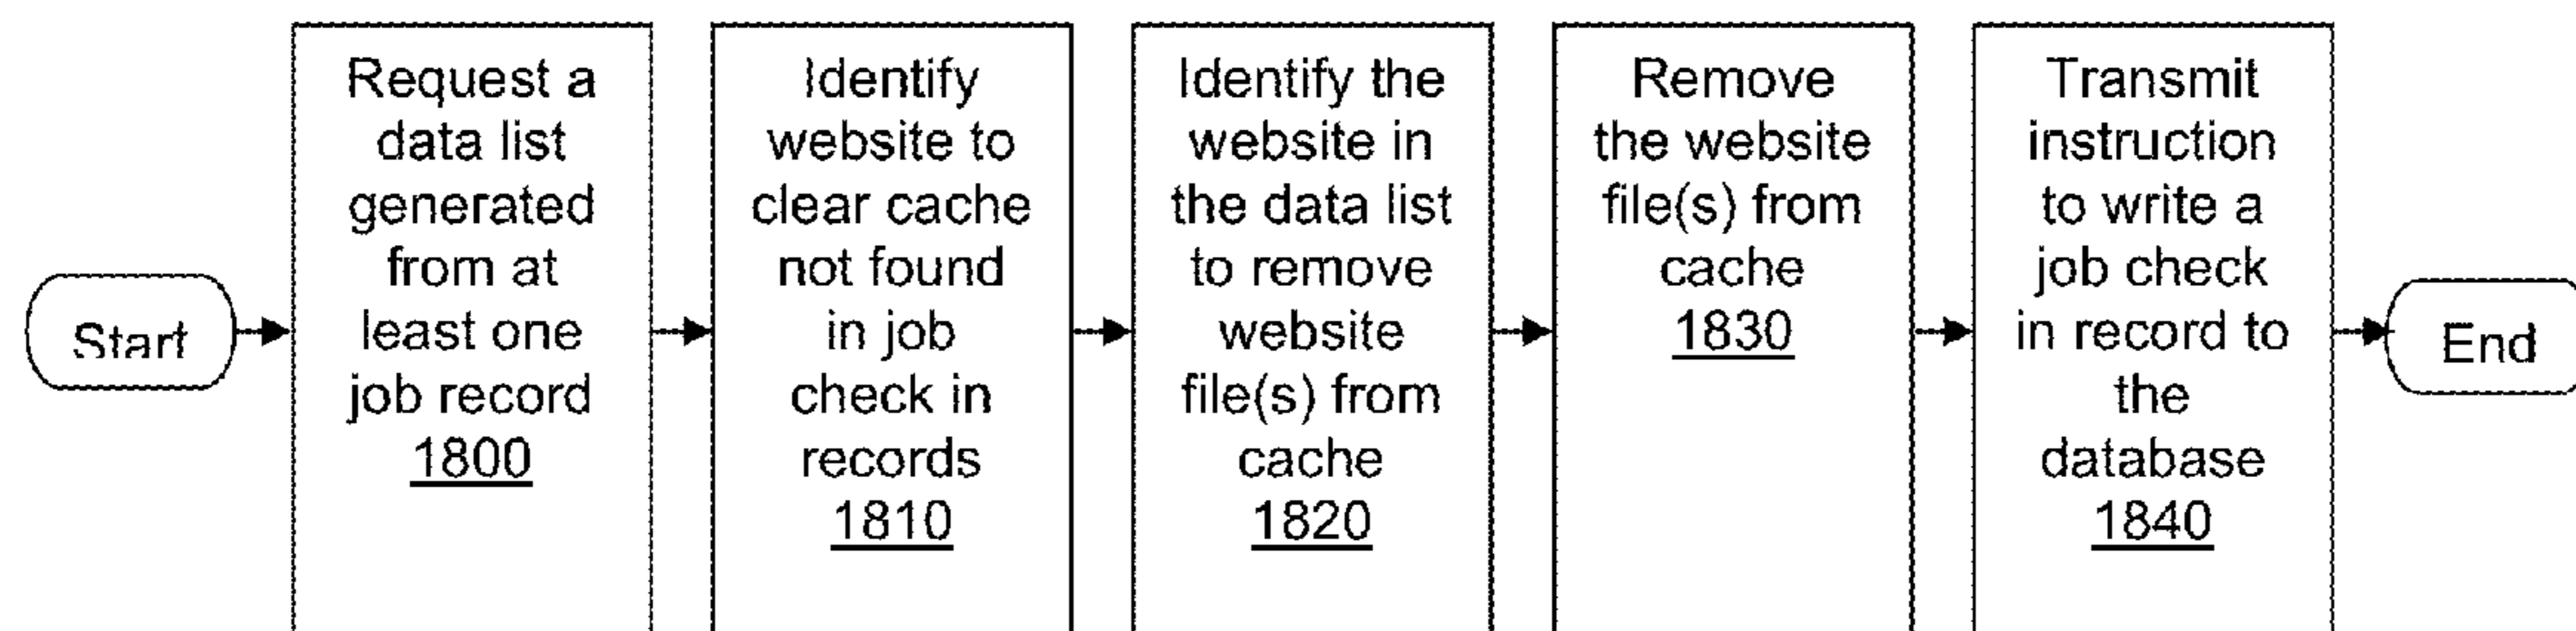 Start
Request a
data list
generated
from at
least one
job record
1800
Identify
website to
clear cache
not found
in job
check in
records
1810
Identify the
website in
the data list
to remove
website
file(s) from
cache
1820
Remove
the website
file(s) from
cache
1830
Transmit
instruction
to write a
job check
in record to
the
database
1840
End